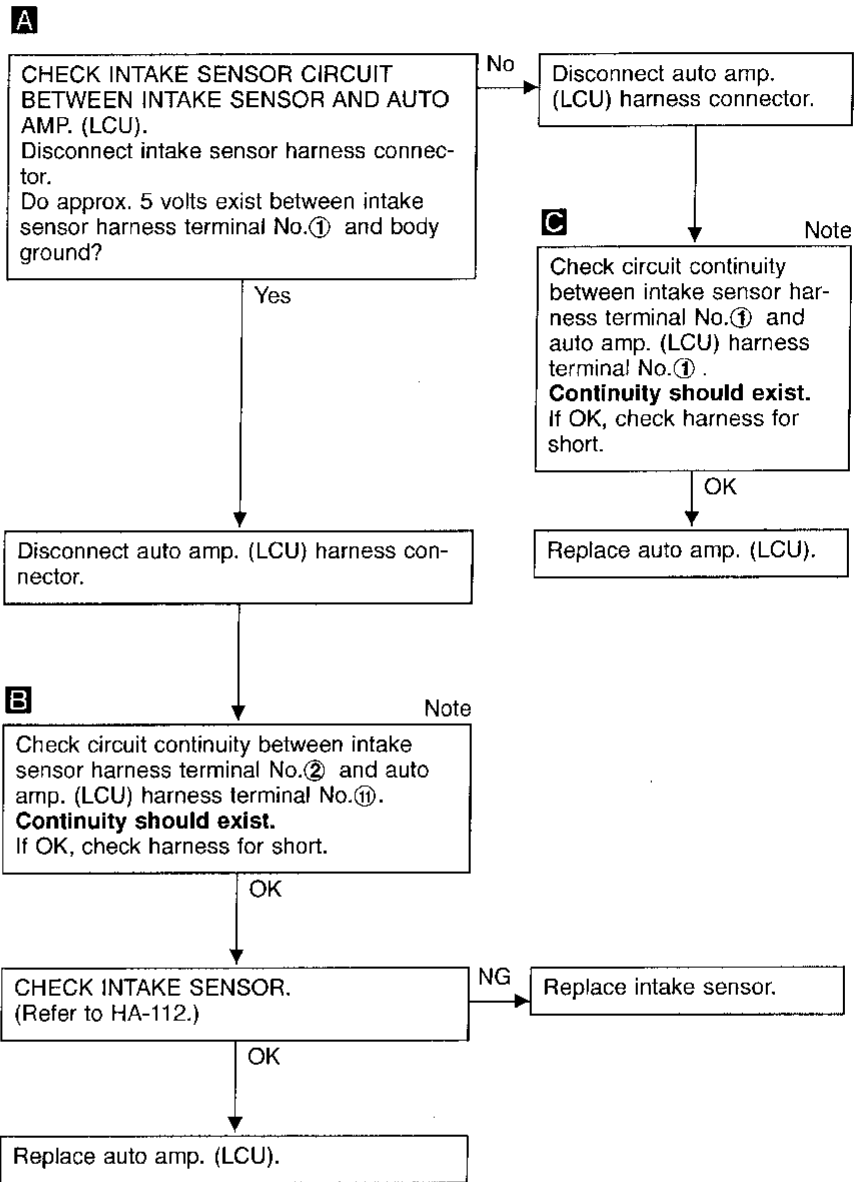 A
CHECK INTAKE SENSOR CIRCUIT
BETWEEN INTAKE SENSOR AND AUTO
AMP. (LCU).
Disconnect intake sensor harness connec-
tor.
Do approx. 5 volts exist between intake
sensor harness terminal No.① and body
ground?
No
Disconnect auto amp.
(LCU) harness connector.
Yes
C
Note
Check circuit continuity
between intake sensor har-
ness terminal No.① and
auto amp. (LCU) harness
terminal No.① .
Continuity should exist.
If OK, check harness for
short.
OK
Replace auto amp. (LCU).
Disconnect auto amp. (LCU) harness con-
nector.
B
Note
Check circuit continuity between intake
sensor harness terminal No.② and auto
amp. (LCU) harness terminal No.⑪.
Continuity should exist.
If OK, check harness for short.
OK
CHECK INTAKE SENSOR.
(Refer to HA-112.)
NG
Replace intake sensor.
OK
Replace auto amp. (LCU).